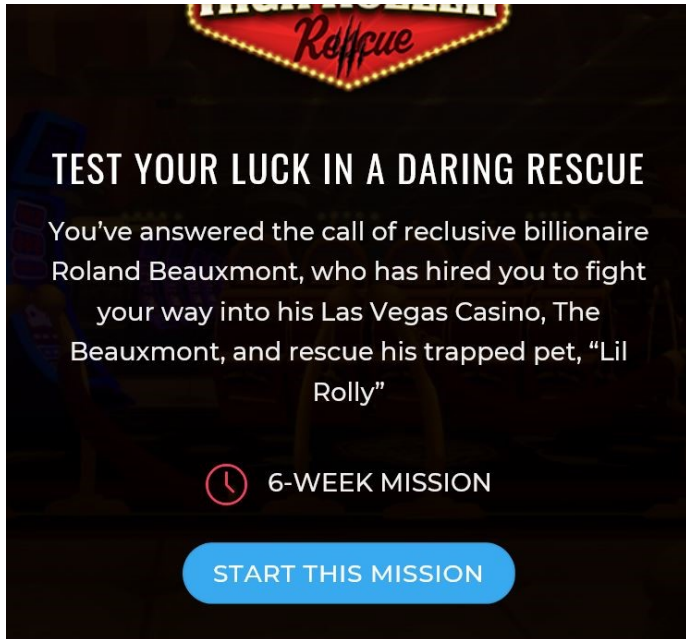 HIGH ROLLER
Rescue
TEST YOUR LUCK IN A DARING RESCUE
You’ve answered the call of reclusive billionaire
Roland Beauxmont, who has hired you to fight
your way into his Las Vegas Casino, The
Beauxmont, and rescue his trapped pet, “Lil
Rolly”
6-WEEK MISSION
START THIS MISSION